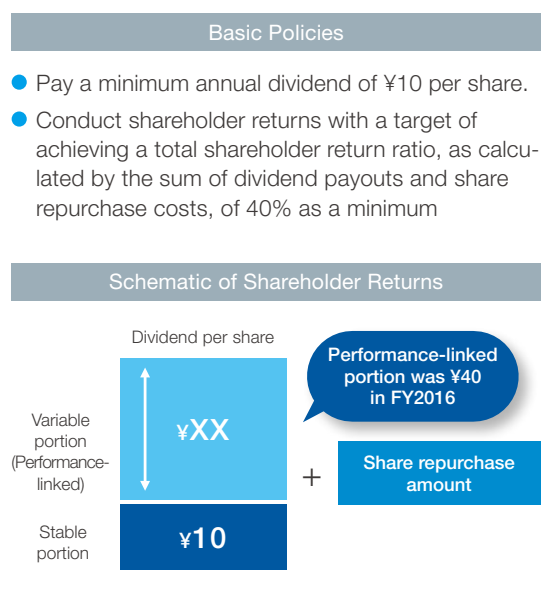 Basic Policies
● Pay a minimum annual dividend of ¥10 per share.
● Conduct shareholder returns with a target of
achieving a total shareholder return ratio, as calcu-
lated by the sum of dividend payouts and share
repurchase costs, of 40% as a minimum
Schematic of Shareholder Returns
Dividend per share
Performance-linked
portion was ¥40
in FY2016
Variable
portion
(Performance-
linked)
¥XX
+
Share repurchase
amount
Stable
portion
¥10